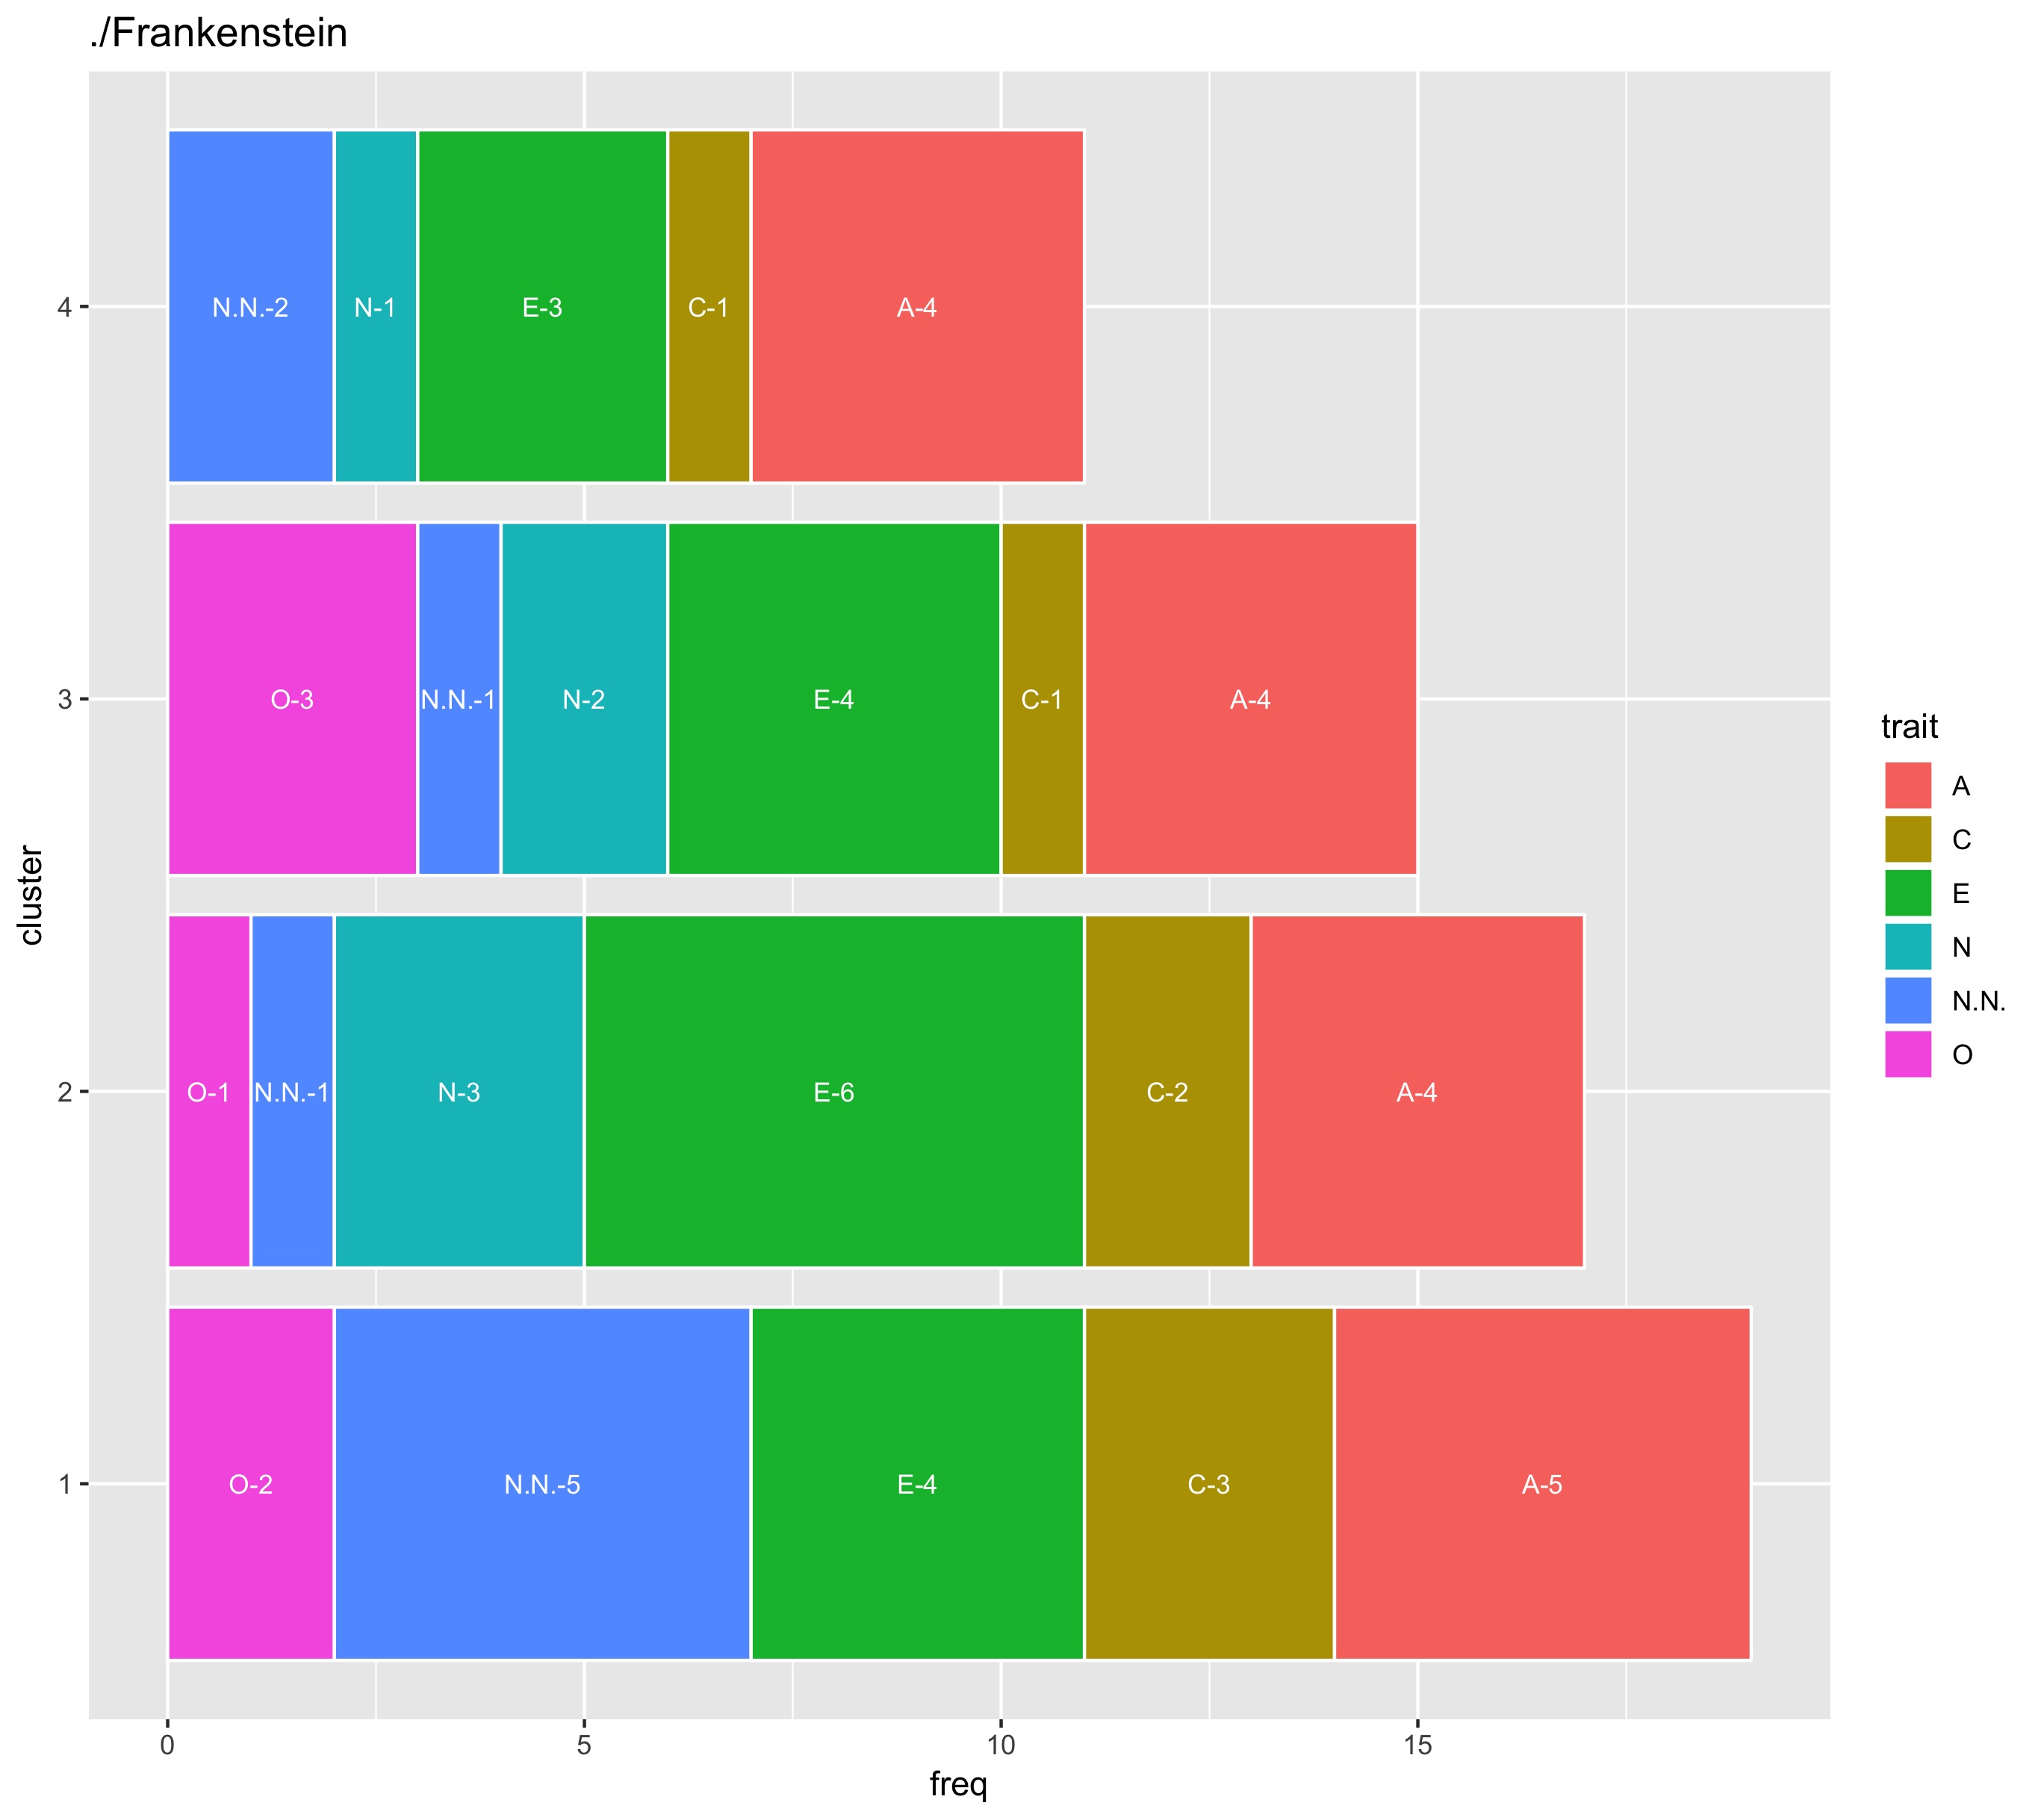 ./Frankenstein
4
N.N.-2 N-1 E-3 C-1 A-4
3
O-3 N.N.-1 N-2 E-4 C-1 A-4
2
O-1 N.N.-1 N-3 E-6 C-2 A-4
1
O-2 N.N.-5 E-4 C-3 A-5
cluster
0 5 10 15
freq
trait
A
C
E
N
N.N.
O